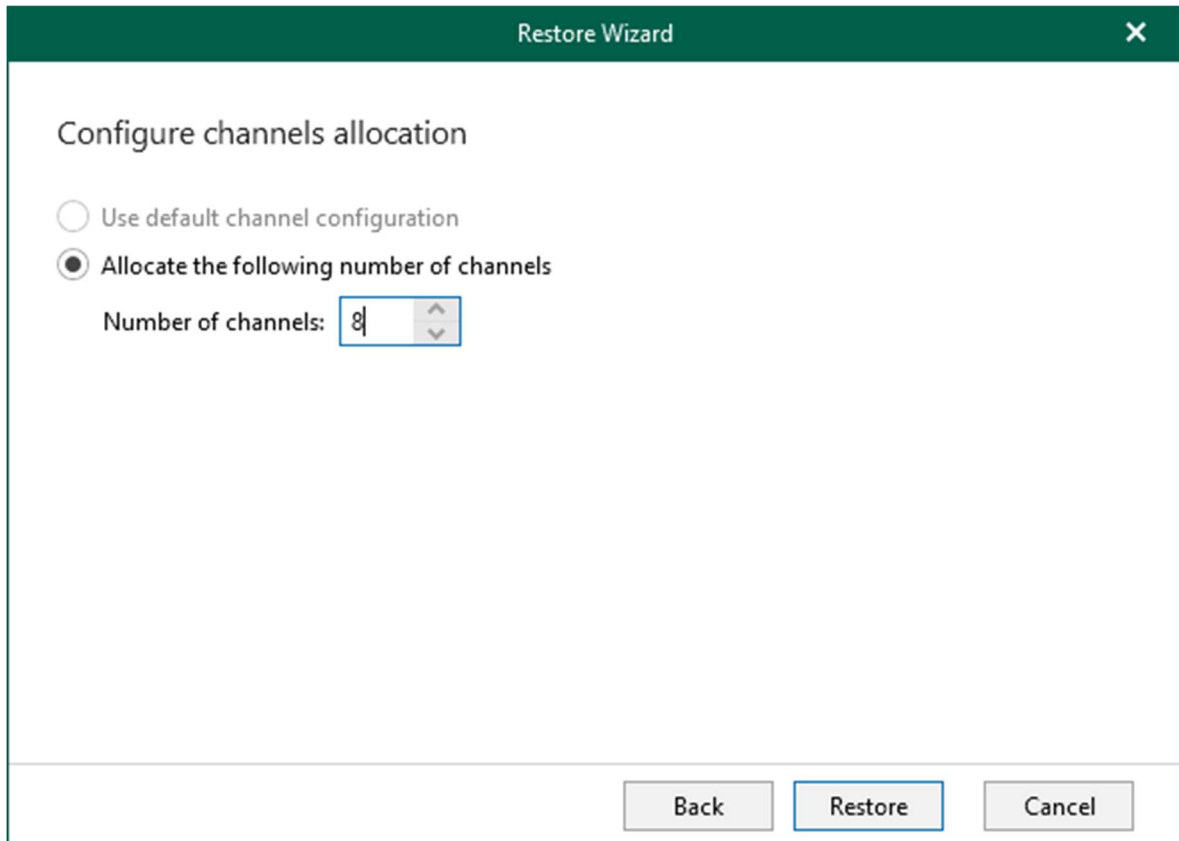 Restore Wizard
Configure channels allocation
Use default channel configuration
Allocate the following number of channels
Number of channels: 8
Back Restore Cancel